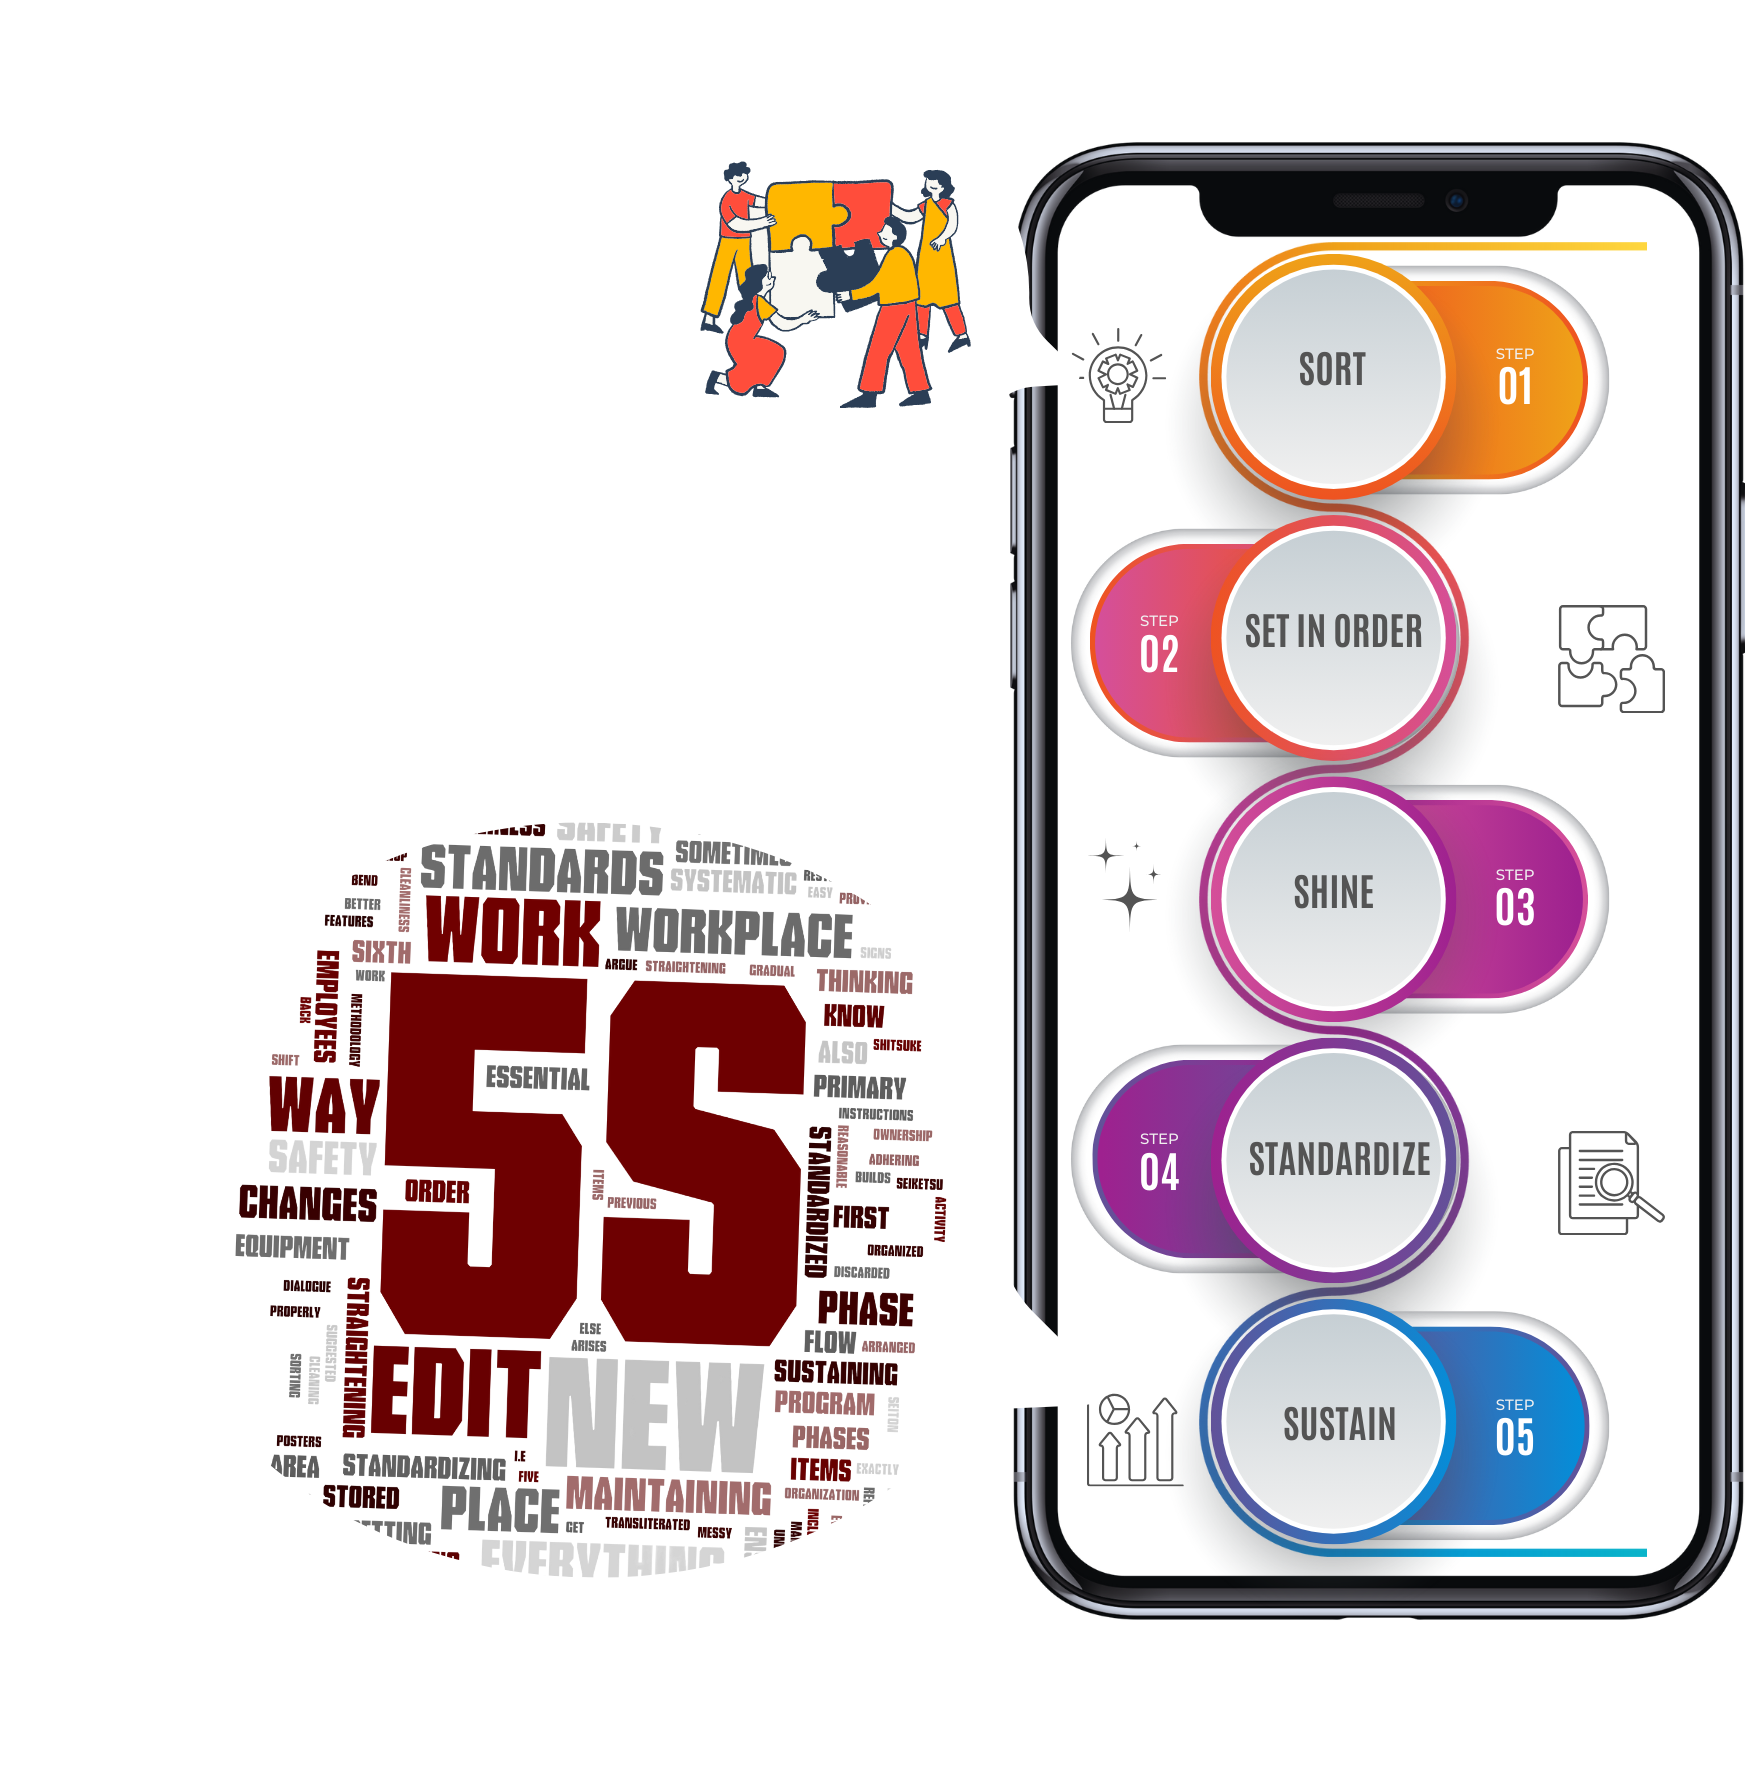 SAFETY
STANDARDS
SYSTEMATIC
EASY
BEND
CLEANLINESS
BETTER
FEATURES
WORK
WORKPLACE
SIGNS
SIXTH
WORK
ARGUE
STRAIGHTENING
GRADUAL
THINKING
EMPLOYEES
BACK
METHODOLOGY
KNOW
ALSO
SHITSUKE
SHIFT
5S
ESSENTIAL
PRIMARY
WAY
INSTRUCTIONS
SAFETY
STANDARDIZED
REASONABLE
OWNERSHIP
ADHERING
BUILDS
SEIKETSU
CHANGES
ORDER
ITEMS
PREVIOUS
FIRST
ACTIVITY
EQUIPMENT
ORGANIZED
DISCARDED
DIALOGUE
PROPERLY
STRAIGHTENING
PHASE
SUGGESTED
SORTING
CLEANING
ELSE
ARISES
FLOW
ARRANGED
EDIT
NEW
SUSTAINING
PROGRAM
SEITON
PHASES
POSTERS
AREA
STANDARDIZING
I.E
FIVE
ITEMS
EXACTLY
STORED
PLACE
MAINTAINING
ORGANIZATION
GET
TRANSLITERATED
MESSY
EVERYTHING
SORT
STEP
01
STEP
02
SET IN ORDER
SHINE
STEP
03
STEP
04
STANDARDIZE
SUSTAIN
STEP
05